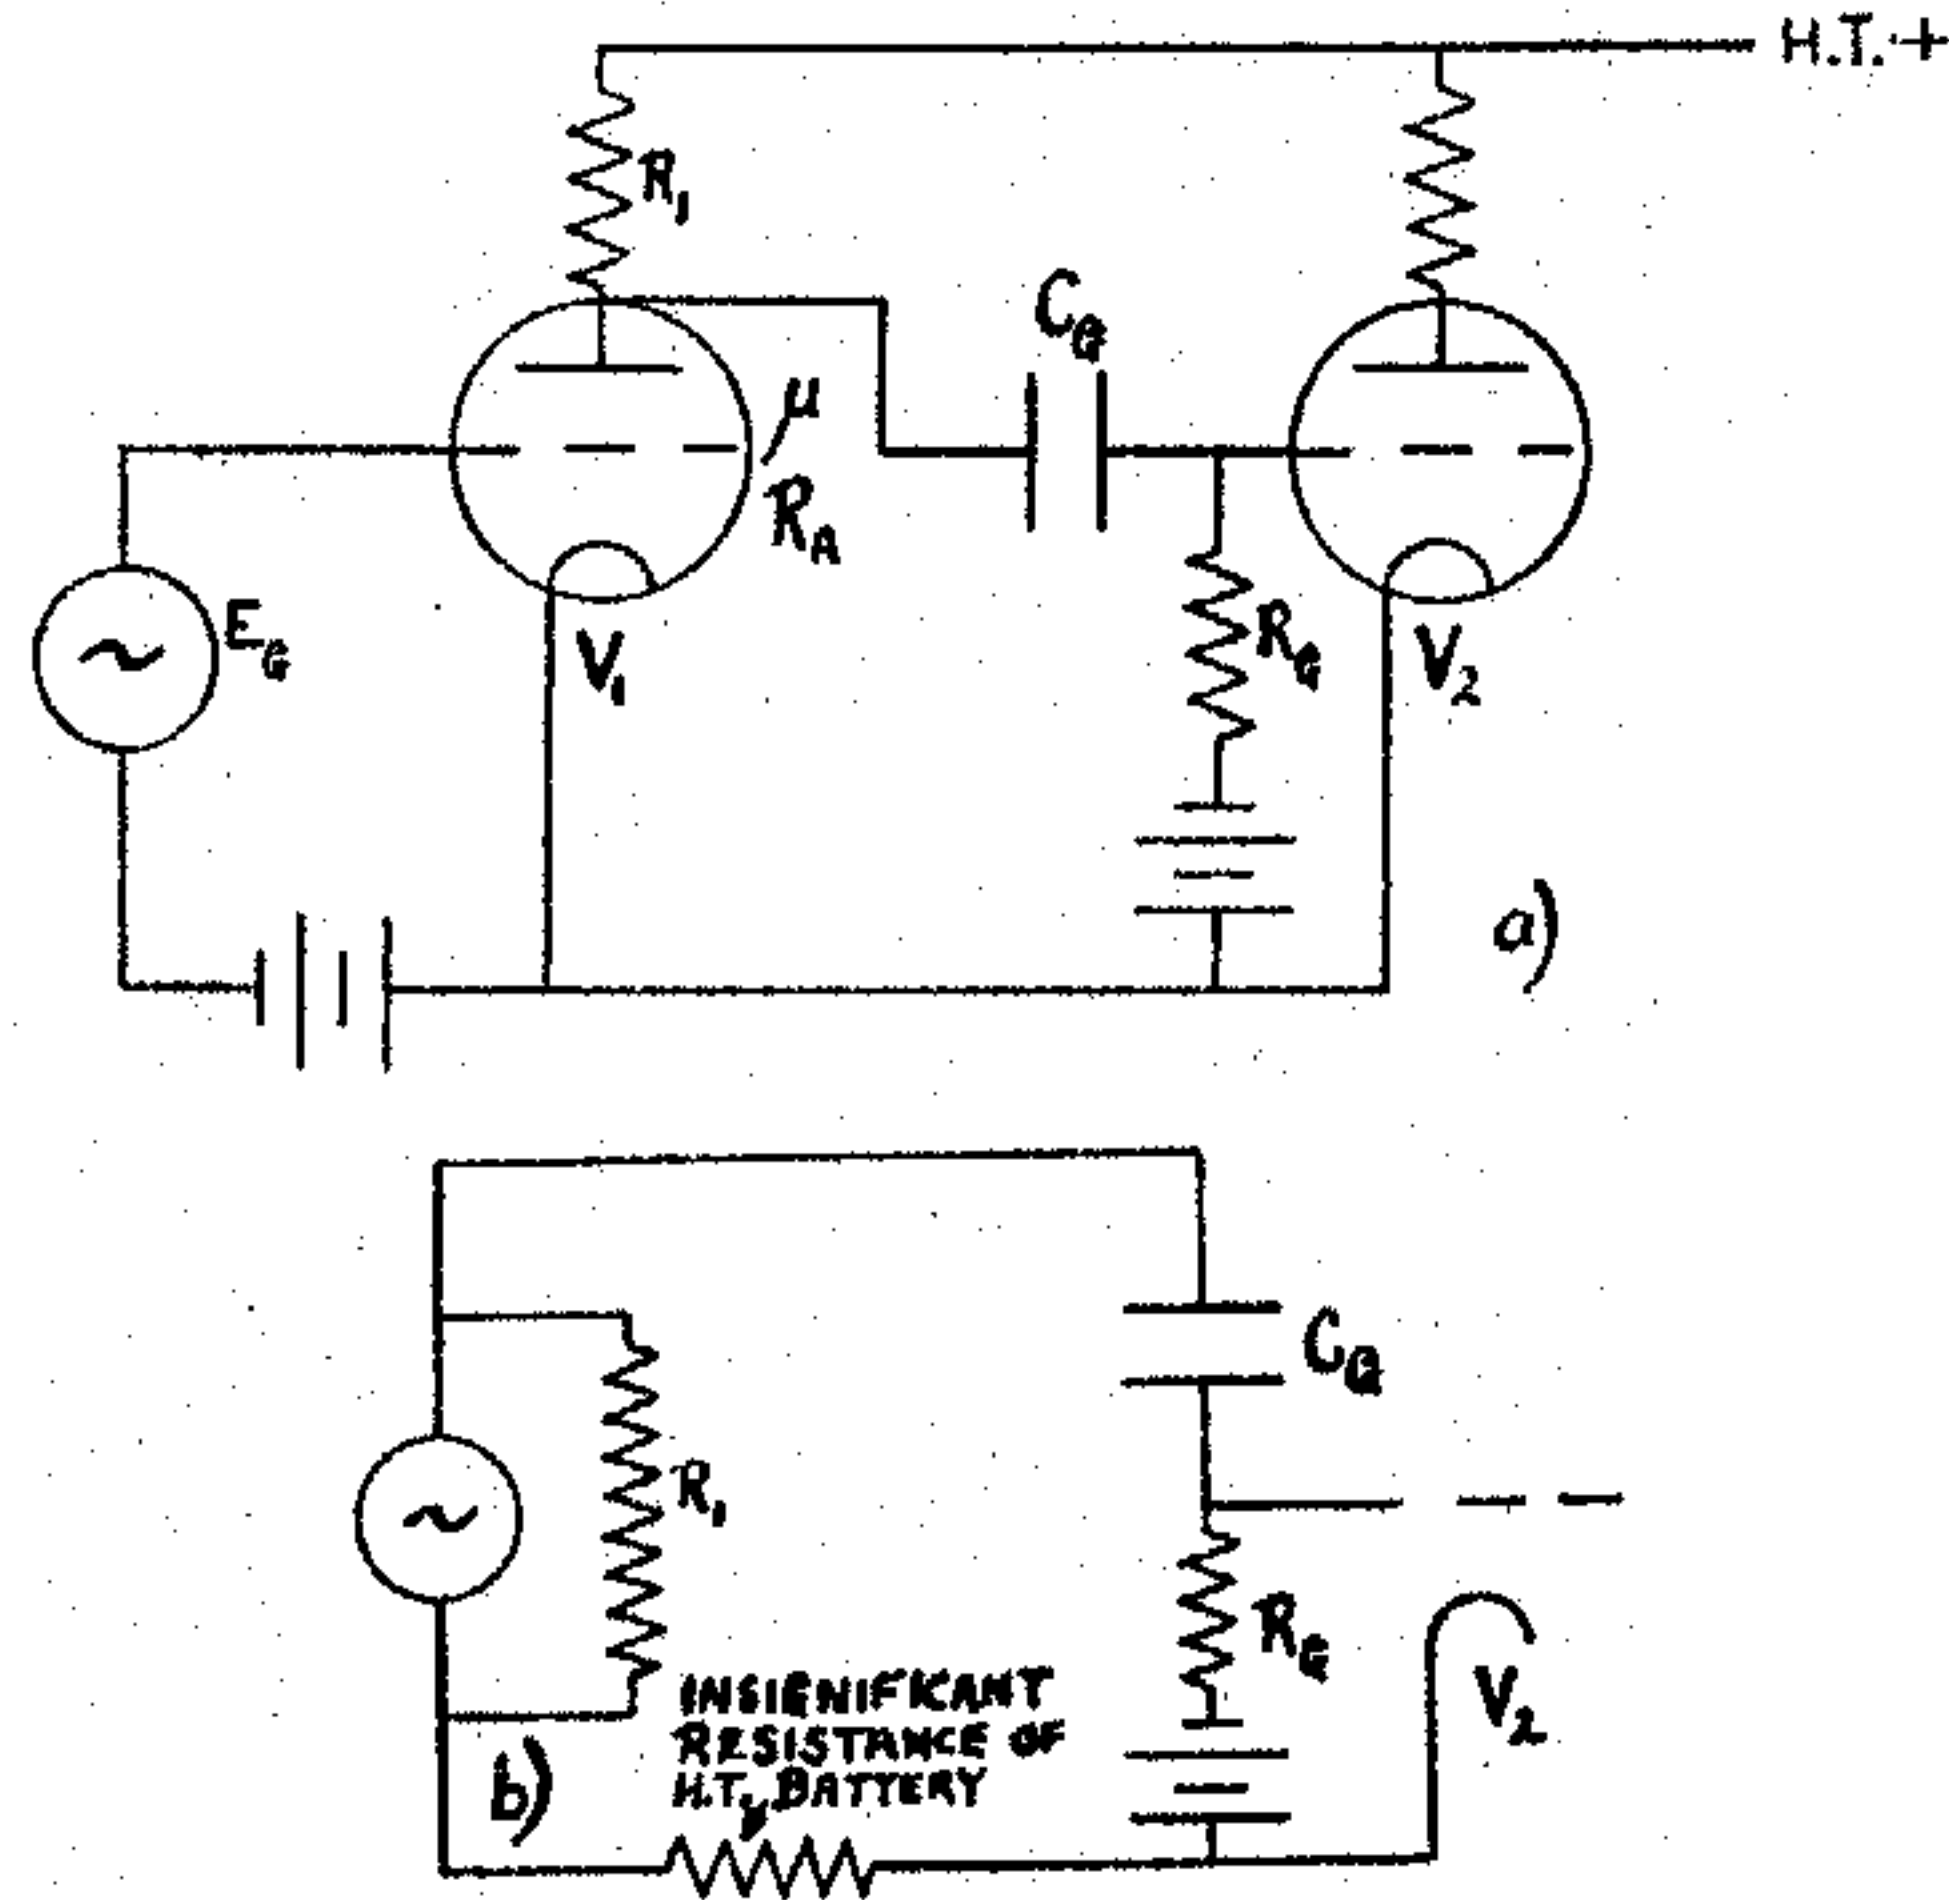 H.T.+
R1
CG
μ
RA
EG
V1
RG
V2
a)
CG
R1
RG
V2
INSIGNIFICANT
RESISTANCE OF
H.T. BATTERY
b)